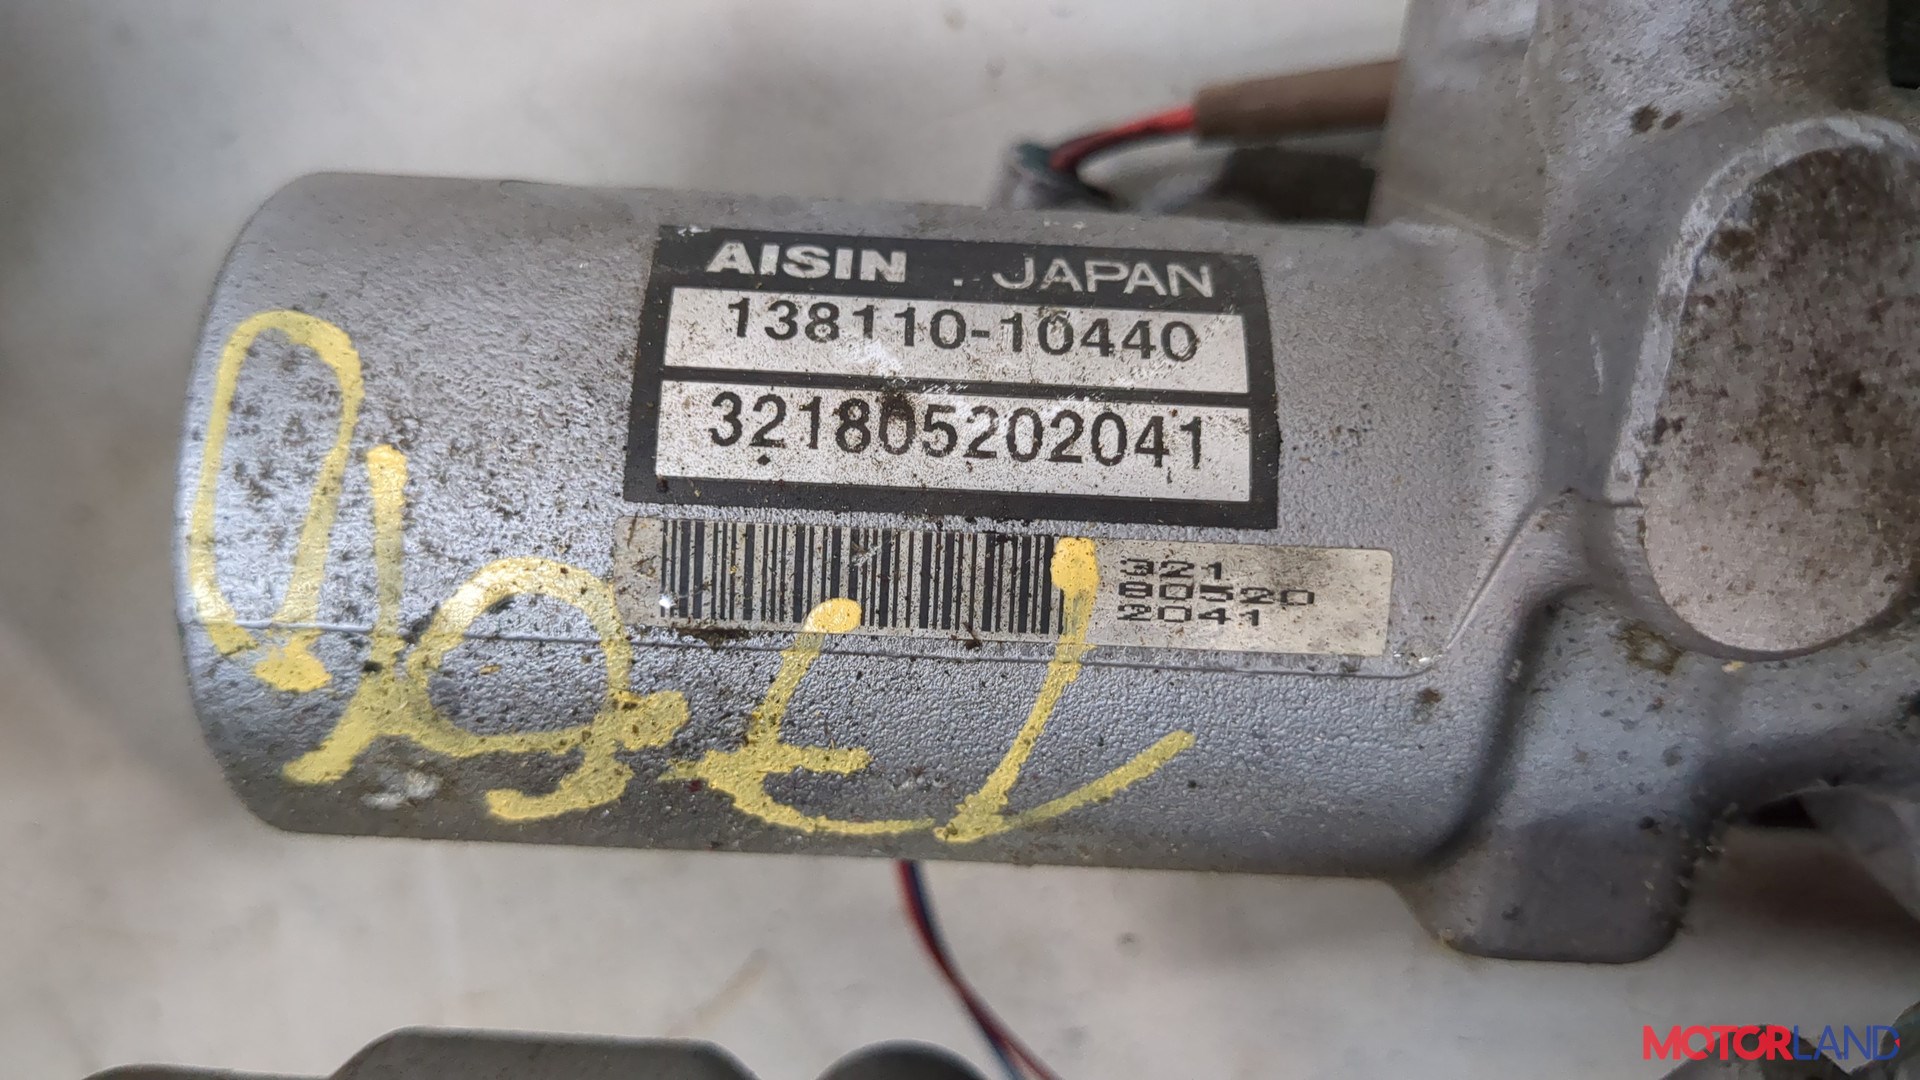 AISIN . JAPAN
138110-10440
321805202041
321
80520
2041
MOTORLAND